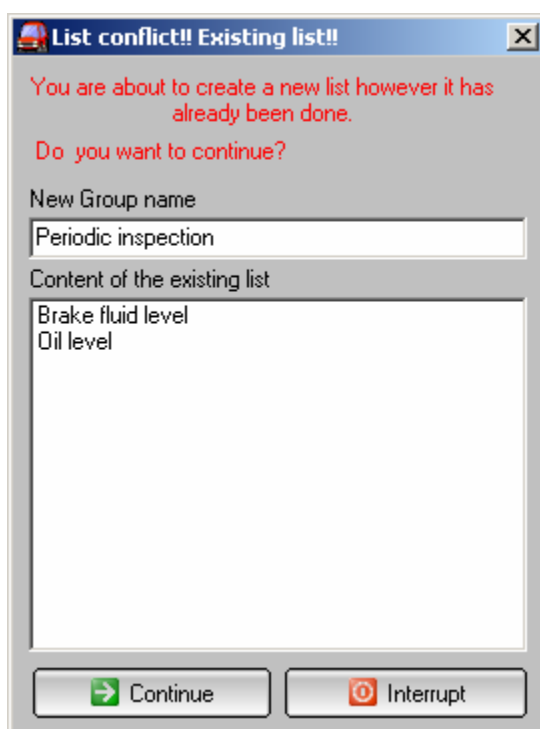 List conflict!! Existing list!!
You are about to create a new list however it has
already been done.
Do you want to continue?
New Group name
Periodic inspection
Content of the existing list
Brake fluid level
Oil level
Continue
Interrupt